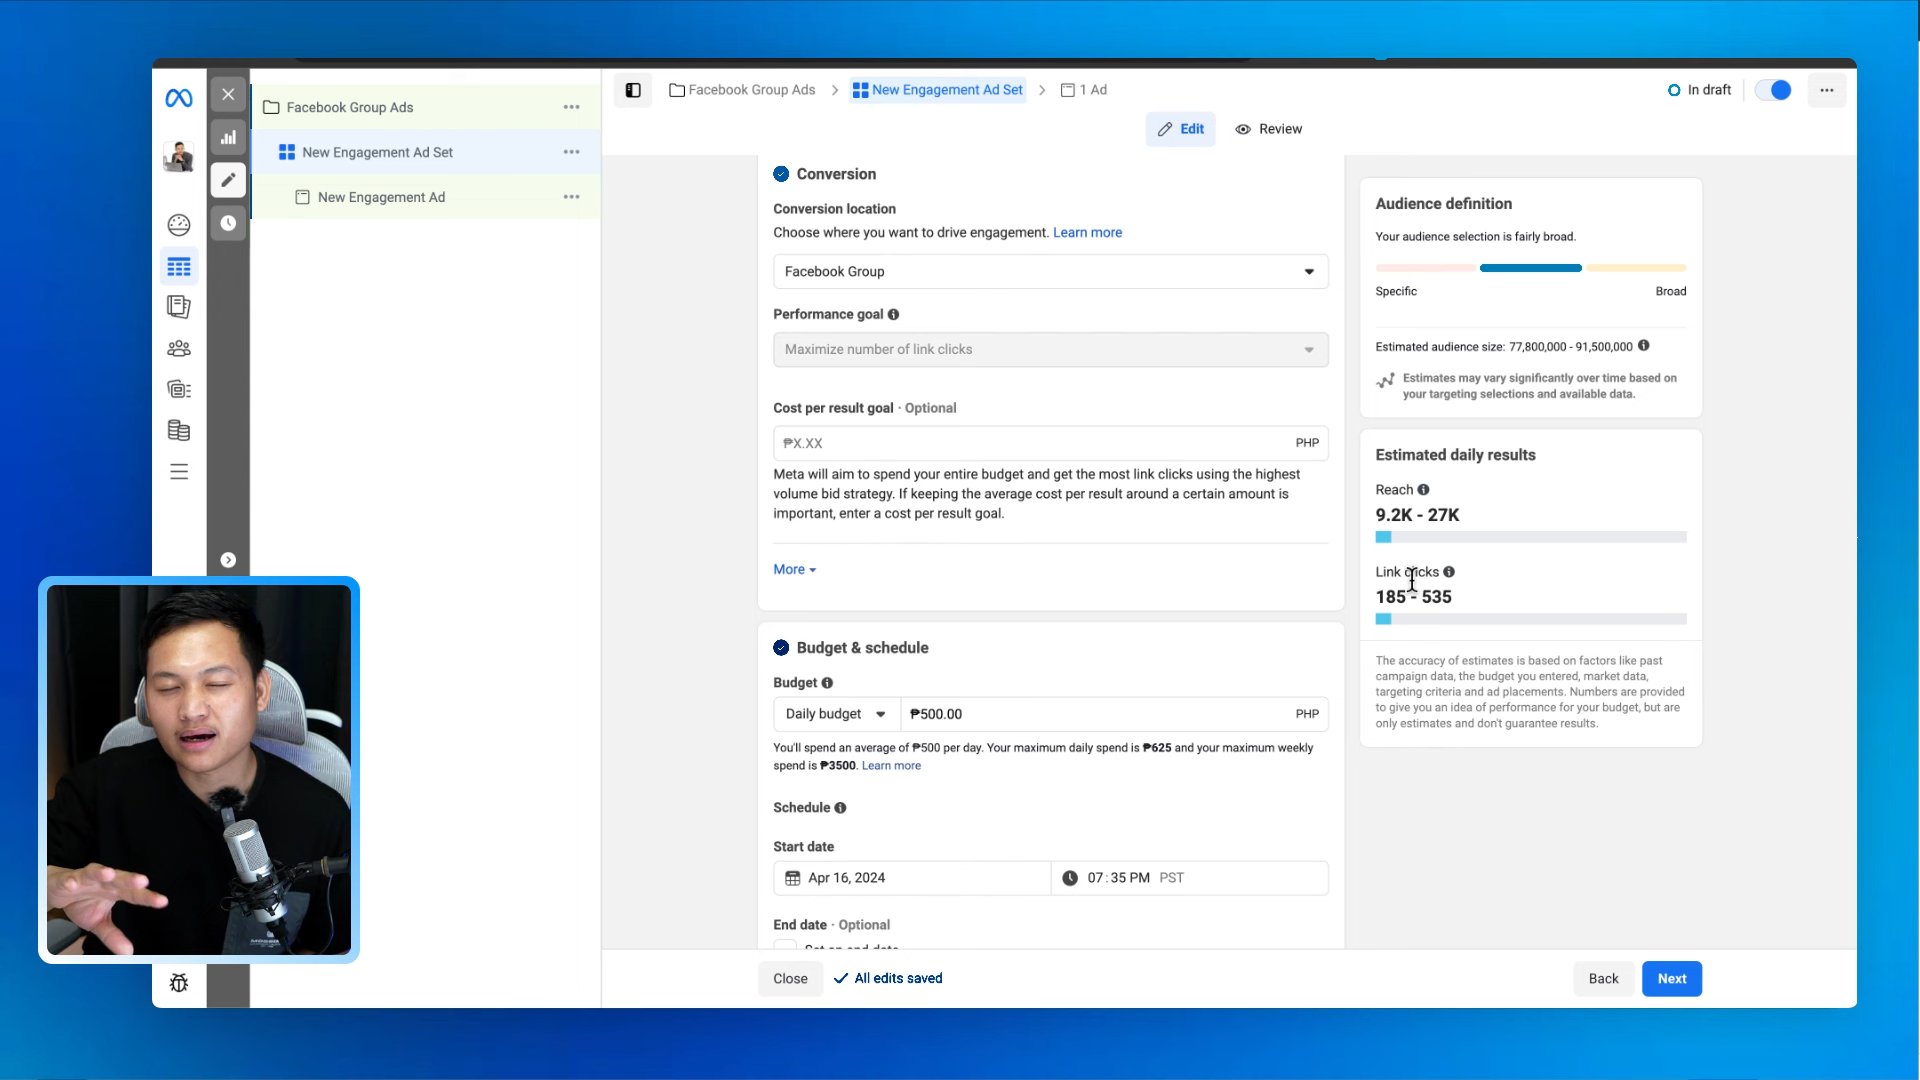 Facebook Group Ads
New Engagement Ad Set
New Engagement Ad
Facebook Group Ads
New Engagement Ad Set
1 Ad
In draft
Edit
Review
Conversion
Conversion location
Choose where you want to drive engagement. Learn more
Facebook Group
Performance goal
Maximize number of link clicks
Cost per result goal · Optional
₱X.XX
PHP
Meta will aim to spend your entire budget and get the most link clicks using the highest
volume bid strategy. If keeping the average cost per result around a certain amount is
important, enter a cost per result goal.
More
Budget & schedule
Budget
Daily budget
₱500.00
PHP
You'll spend an average of ₱500 per day. Your maximum daily spend is ₱625 and your maximum weekly
spend is ₱3500. Learn more
Schedule
Start date
Apr 16, 2024
07:35 PM PST
End date · Optional
Set an end date
Close
All edits saved
Back
Next
Audience definition
Your audience selection is fairly broad.
Specific
Broad
Estimated audience size: 77,800,000 - 91,500,000
Estimates may vary significantly over time based on
your targeting selections and available data.
Estimated daily results
Reach
9.2K - 27K
Link clicks
185 - 535
The accuracy of estimates is based on factors like past
campaign data, the budget you entered, market data,
targeting criteria and ad placements. Numbers are provided
to give you an idea of performance for your budget, but are
only estimates and don't guarantee results.